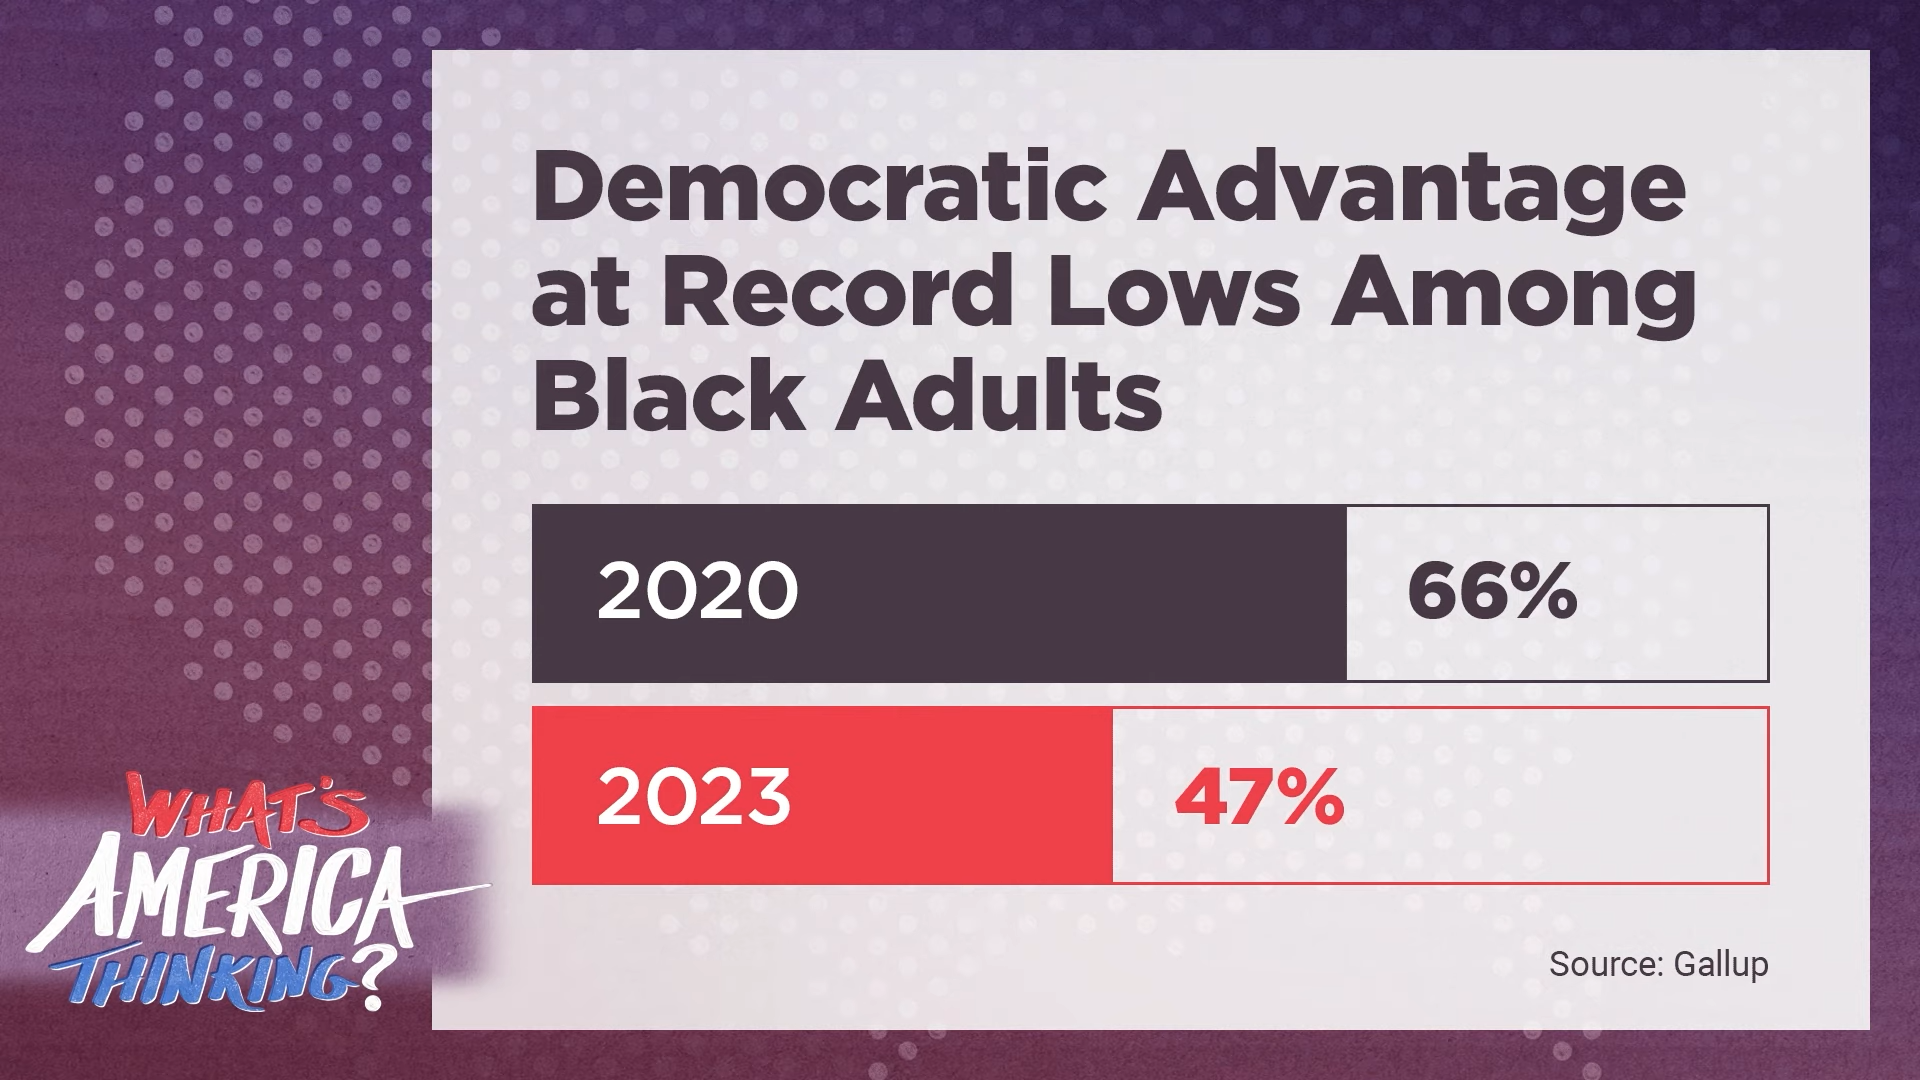 Democratic Advantage
at Record Lows Among
Black Adults
2020
66%
2023
47%
Source: Gallup
WHAT'S
AMERICA
THINKING?